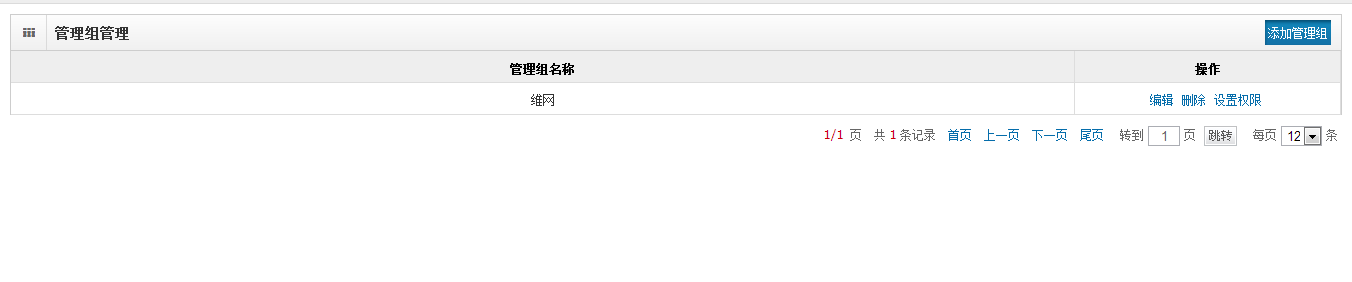 管理组管理 添加管理组
管理组名称 操作
维网 编辑 删除 设置权限
1/1 页 共 1 条记录 首页 上一页 下一页 尾页 转到 1 页 跳转 每页 12 条